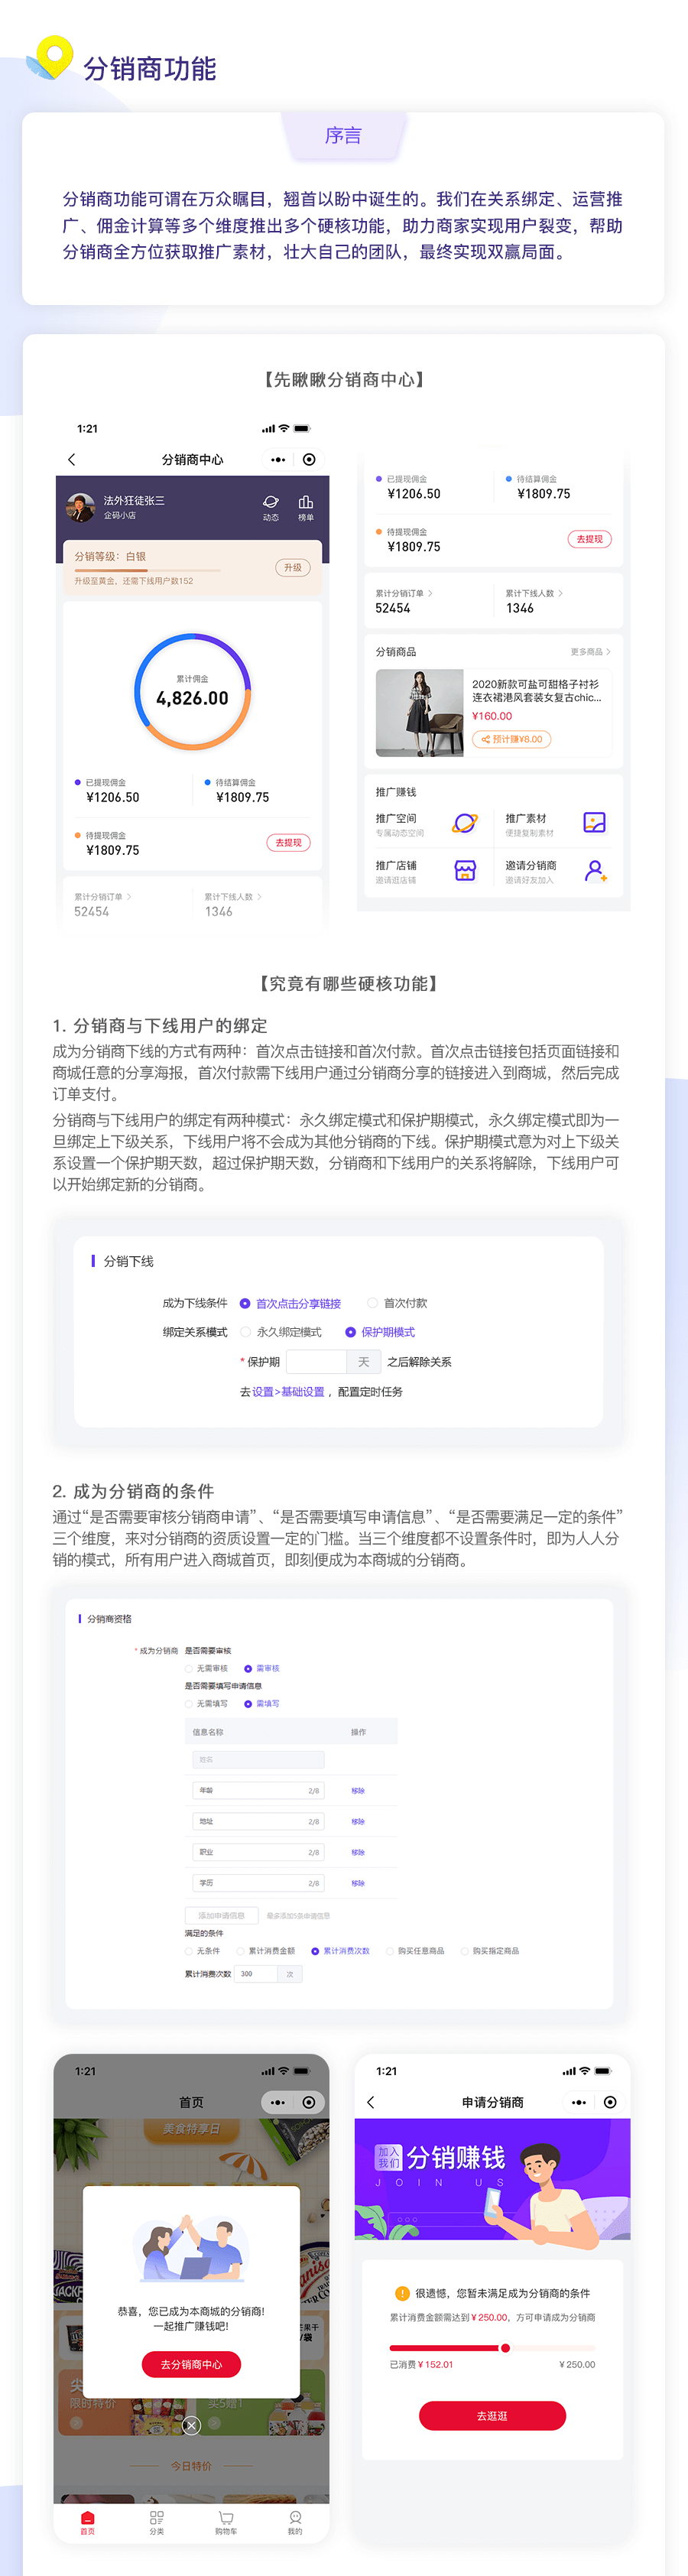 分销商功能
序言
分销商功能可谓在万众瞩目，翘首以盼中诞生的。我们在关系绑定、运营推
广、佣金计算等多个维度推出多个硬核功能，助力商家实现用户裂变，帮助
分销商全方位获取推广素材，壮大自己的团队，最终实现双赢局面。
【先瞅瞅分销商中心】
1:21
分销商中心
法外狂徒张三
企码小店
动态
榜单
分销等级：白银
升级至黄金，还需下线用户数152
升级
累计佣金
4,826.00
已提现佣金
¥1206.50
待结算佣金
¥1809.75
待提现佣金
¥1809.75
去提现
累计分销订单 >
52454
累计下线人数 >
1346
已提现佣金
¥1206.50
待结算佣金
¥1809.75
待提现佣金
¥1809.75
去提现
累计分销订单 >
52454
累计下线人数 >
1346
分销商品
更多商品 >
2020新款可盐可甜格子衬衫
连衣裙港风套装女复古chic...
¥160.00
预计赚¥8.00
推广赚钱
推广空间
专属动态空间
推广素材
便捷复制素材
推广店铺
邀请逛店铺
邀请分销商
邀请好友加入
【究竟有哪些硬核功能】
1. 分销商与下线用户的绑定
成为分销商下线的方式有两种：首次点击链接和首次付款。首次点击链接包括页面链接和
商城任意的分享海报，首次付款需下线用户通过分销商分享的链接进入到商城，然后完成
订单支付。
分销商与下线用户的绑定有两种模式：永久绑定模式和保护期模式，永久绑定模式即为一
旦绑定上下级关系，下线用户将不会成为其他分销商的下线。保护期模式意为对上下级关
系设置一个保护期天数，超过保护期天数，分销商和下线用户的关系将解除，下线用户可
以开始绑定新的分销商。
分销下线
成为下线条件 首次点击分享链接 首次付款
绑定关系模式 永久绑定模式 保护期模式
* 保护期 天 之后解除关系
去设置>基础设置，配置定时任务
2. 成为分销商的条件
通过“是否需要审核分销商申请”、“是否需要填写申请信息”、“是否需要满足一定的条件”
三个维度，来对分销商的资质设置一定的门槛。当三个维度都不设置条件时，即为人人分
销的模式，所有用户进入商城首页，即刻便成为本商城的分销商。
分销商资格
* 成为分销商 是否需要审核
无需审核 需审核
是否需要填写申请信息
无需填写 需填写
信息名称 操作
姓名
年龄 2/8 移除
地址 2/8 移除
职业 2/8 移除
学历 2/8 移除
添加申请信息 最多添加5条申请信息
满足的条件
无条件 累计消费金额 累计消费次数 购买任意商品 购买指定商品
累计消费次数 300 次
1:21
首页
美食特享日
恭喜，您已成为本商城的分销商!
一起推广赚钱吧!
去分销商中心
限时特价
买5赠1
今日特价
首页
分类
购物车
我的
1:21
申请分销商
加入
我们
分销赚钱
JOIN US
很遗憾，您暂未满足成为分销商的条件
累计消费金额需达到 ¥ 250.00，方可申请成为分销商
已消费 ¥ 152.01
¥ 250.00
去逛逛